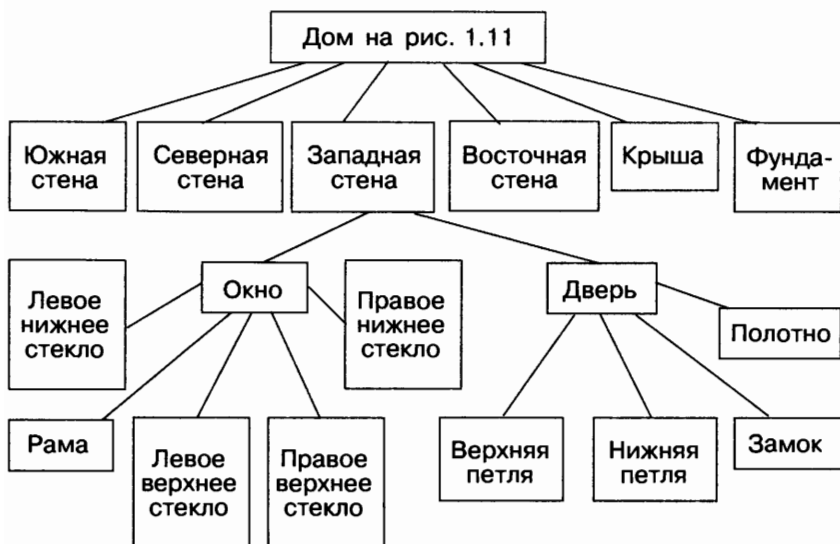 Дом на рис. 1.11
Южная
стена
Северная
стена
Западная
стена
Восточная
стена
Крыша
Фунда-
мент
Левое
нижнее
стекло
Окно
Правое
нижнее
стекло
Дверь
Полотно
Рама
Левое
верхнее
стекло
Правое
верхнее
стекло
Верхняя
петля
Нижняя
петля
Замок